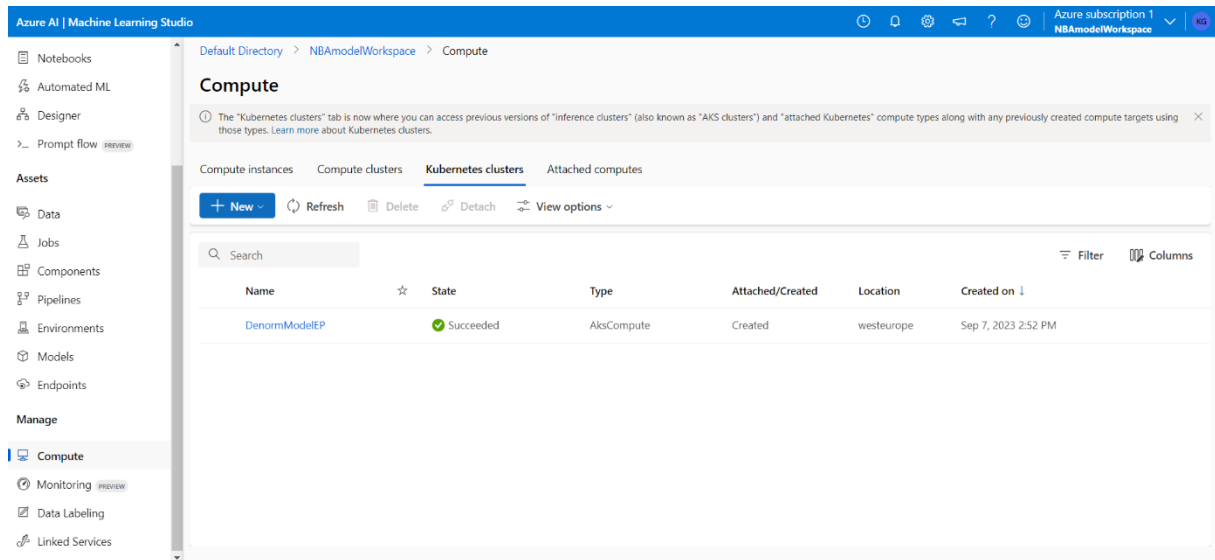 Azure AI | Machine Learning Studio
Azure subscription 1
NBAmodelWorkspace
KG
Notebooks
Automated ML
Designer
Prompt flow PREVIEW
Assets
Data
Jobs
Components
Pipelines
Environments
Models
Endpoints
Manage
Compute
Monitoring PREVIEW
Data Labeling
Linked Services
Default Directory > NBAmodelWorkspace > Compute
Compute
The "Kubernetes clusters" tab is now where you can access previous versions of "inference clusters" (also known as "AKS clusters") and "attached Kubernetes" compute types along with any previously created compute targets using
those types. Learn more about Kubernetes clusters.
Compute instances Compute clusters Kubernetes clusters Attached computes
+ New Refresh Delete Detach View options
Search Filter Columns
Name State Type Attached/Created Location Created on ↓
DenormModelEP Succeeded AksCompute Created westeurope Sep 7, 2023 2:52 PM